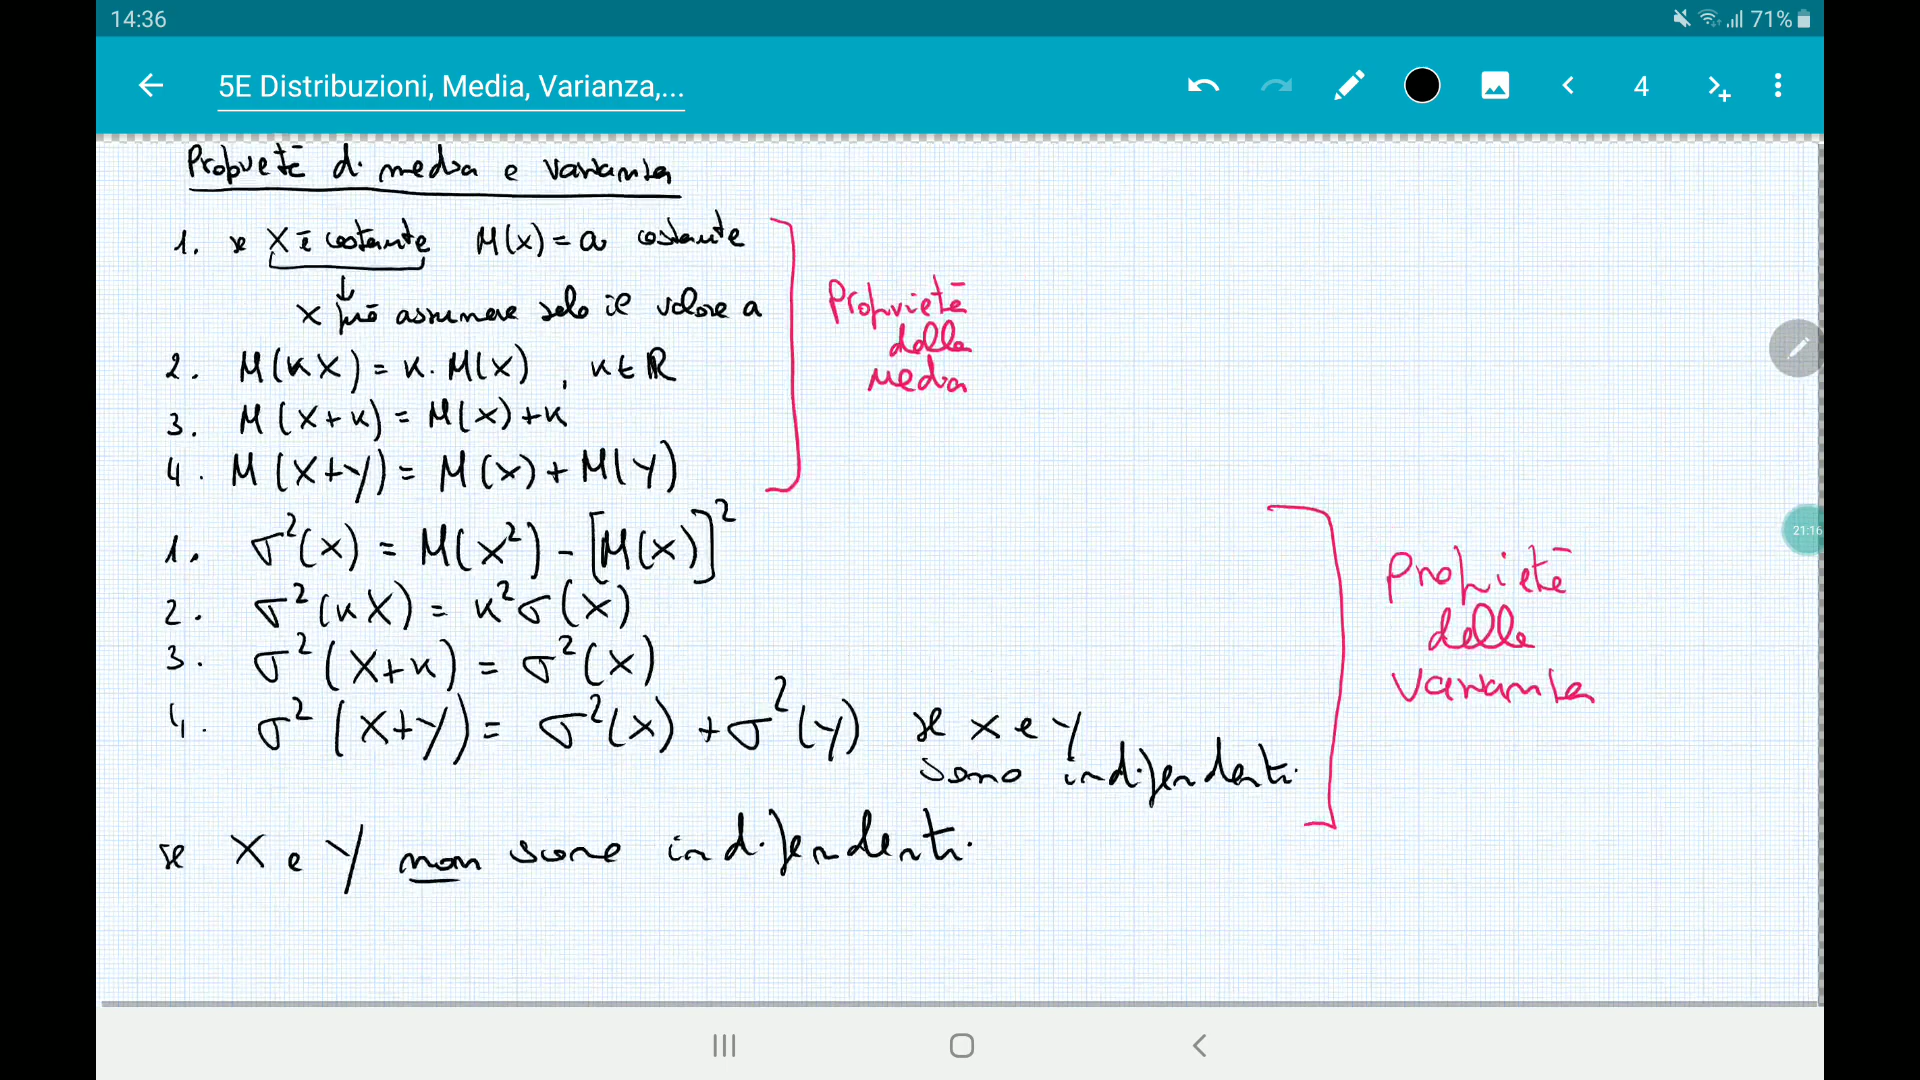 14:36
71%
5E Distribuzioni, Media, Varianza,...
4
Proprietà di media e varianza
1. se X è costante M(x) = a costante
X può assumere solo il valore a
2. M(KX) = K · M(X) , K ∈ ℝ
3. M(X+K) = M(X)+K
4. M(X+Y) = M(X) + M(Y)
Proprietà
della
media
1. σ²(X) = M(X²) - [M(X)]²
2. σ²(KX) = K²σ(X)
3. σ²(X+K) = σ²(X)
4. σ²(X+Y) = σ²(X) + σ²(Y) se X e Y
sono indipendenti
Proprietà
della
varianza
21:16
se X e Y non sono indipendenti